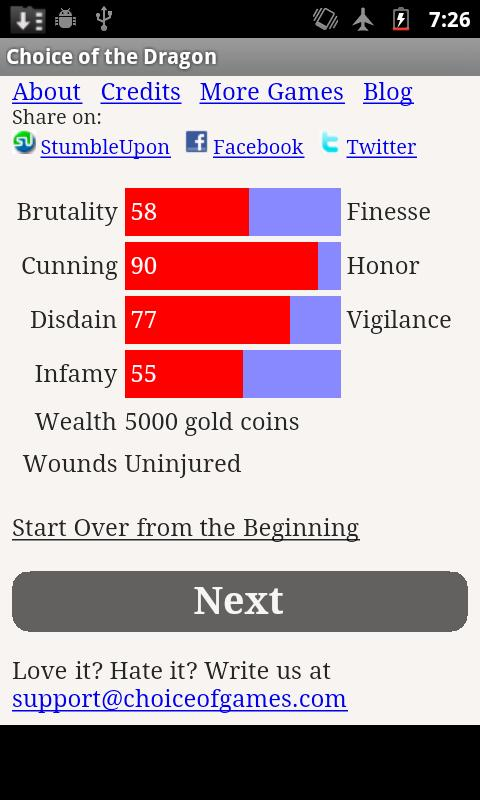 7:26
Choice of the Dragon
About Credits More Games Blog
Share on:
StumbleUpon Facebook Twitter
Brutality 58 Finesse
Cunning 90 Honor
Disdain 77 Vigilance
Infamy 55
Wealth 5000 gold coins
Wounds Uninjured
Start Over from the Beginning
Next
Love it? Hate it? Write us at
support@choiceofgames.com